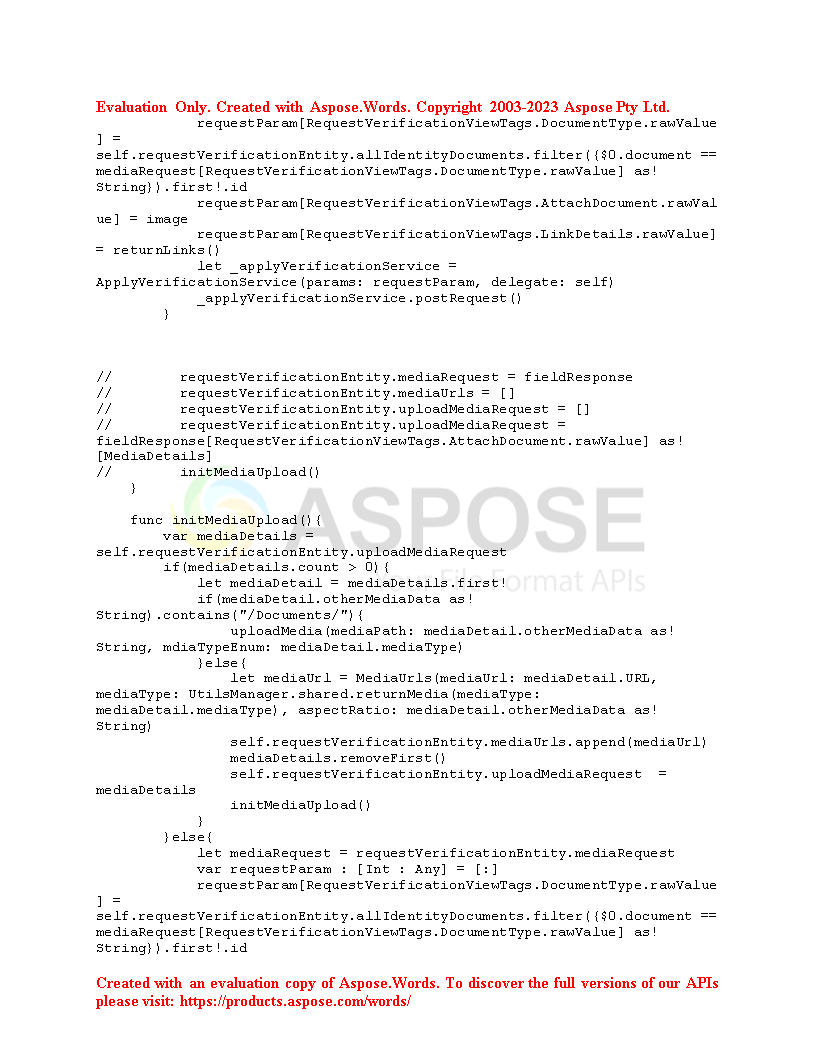 Evaluation Only. Created with Aspose.Words. Copyright 2003-2023 Aspose Pty Ltd.
            requestParam[RequestVerificationViewTags.DocumentType.rawValue
] =
self.requestVerificationEntity.allIdentityDocuments.filter({$0.document ==
mediaRequest[RequestVerificationViewTags.DocumentType.rawValue] as!
String}).first!.id
            requestParam[RequestVerificationViewTags.AttachDocument.rawVal
ue] = image
            requestParam[RequestVerificationViewTags.LinkDetails.rawValue]
= returnLinks()
            let _applyVerificationService =
ApplyVerificationService(params: requestParam, delegate: self)
            _applyVerificationService.postRequest()
        }
//        requestVerificationEntity.mediaRequest = fieldResponse
//        requestVerificationEntity.mediaUrls = []
//        requestVerificationEntity.uploadMediaRequest = []
//        requestVerificationEntity.uploadMediaRequest =
fieldResponse[RequestVerificationViewTags.AttachDocument.rawValue] as!
[MediaDetails]
//        initMediaUpload()
    }
ASPOSE
    func initMediaUpload(){
        var mediaDetails =
self.requestVerificationEntity.uploadMediaRequest
        if(mediaDetails.count > 0){
            let mediaDetail = mediaDetails.first!
File Format APIs
            if(mediaDetail.otherMediaData as!
String).contains("/Documents/"){
                uploadMedia(mediaPath: mediaDetail.otherMediaData as!
String, mdiaTypeEnum: mediaDetail.mediaType)
            }else{
                let mediaUrl = MediaUrls(mediaUrl: mediaDetail.URL,
mediaType: UtilsManager.shared.returnMedia(mediaType:
mediaDetail.mediaType), aspectRatio: mediaDetail.otherMediaData as!
String)
                self.requestVerificationEntity.mediaUrls.append(mediaUrl)
                mediaDetails.removeFirst()
                self.requestVerificationEntity.uploadMediaRequest  =
mediaDetails
                initMediaUpload()
            }
        }else{
            let mediaRequest = requestVerificationEntity.mediaRequest
            var requestParam : [Int : Any] = [:]
            requestParam[RequestVerificationViewTags.DocumentType.rawValue
] =
self.requestVerificationEntity.allIdentityDocuments.filter({$0.document ==
mediaRequest[RequestVerificationViewTags.DocumentType.rawValue] as!
String}).first!.id
Created with an evaluation copy of Aspose.Words. To discover the full versions of our APIs
please visit: https://products.aspose.com/words/